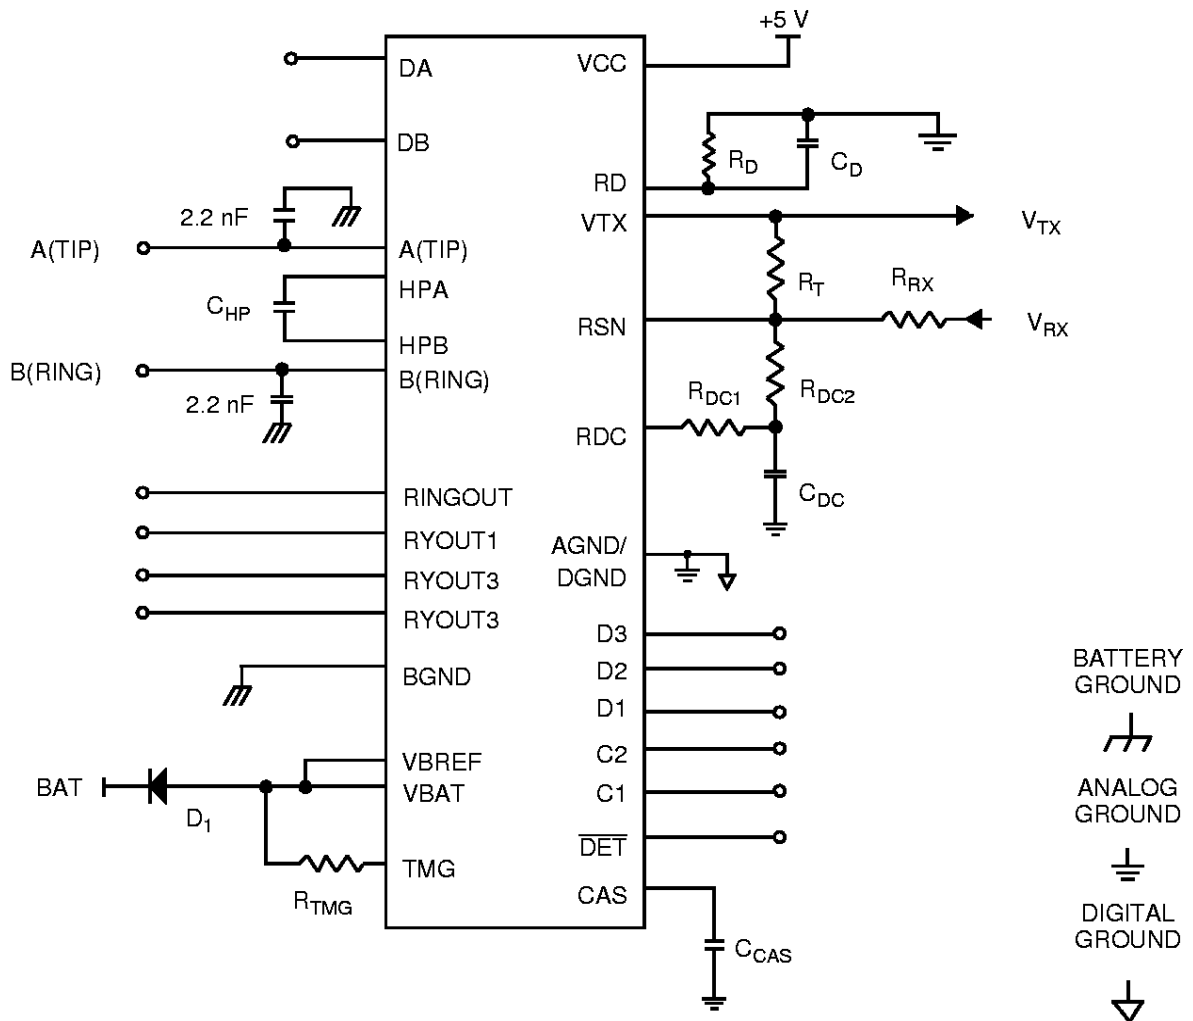 +5 V
DA
VCC
DB
R_D
C_D
RD
2.2 nF
VTX
V_TX
A(TIP)
A(TIP)
HPA
R_T
R_RX
C_HP
RSN
V_RX
HPB
B(RING)
B(RING)
2.2 nF
R_DC1
R_DC2
RDC
C_DC
RINGOUT
RYOUT1
AGND/
DGND
RYOUT3
RYOUT3
D3
BGND
D2
BATTERY
GROUND
D1
C2
VBREF
BAT
VBAT
C1
ANALOG
GROUND
D_1
DET
TMG
CAS
R_TMG
DIGITAL
GROUND
C_CAS